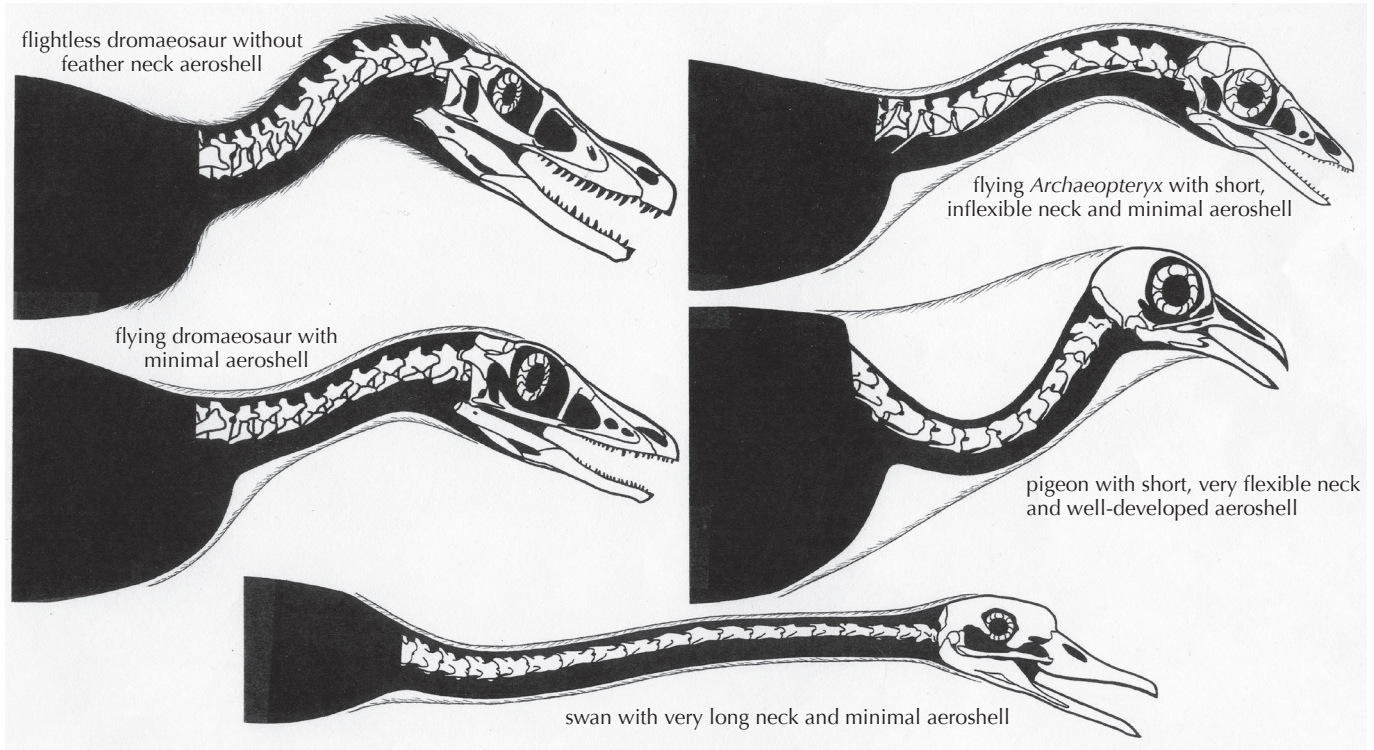 flightless dromaeosaur without
feather neck aeroshell
flying Archaeopteryx with short,
inflexible neck and minimal aeroshell
flying dromaeosaur with
minimal aeroshell
pigeon with short, very flexible neck
and well-developed aeroshell
swan with very long neck and minimal aeroshell